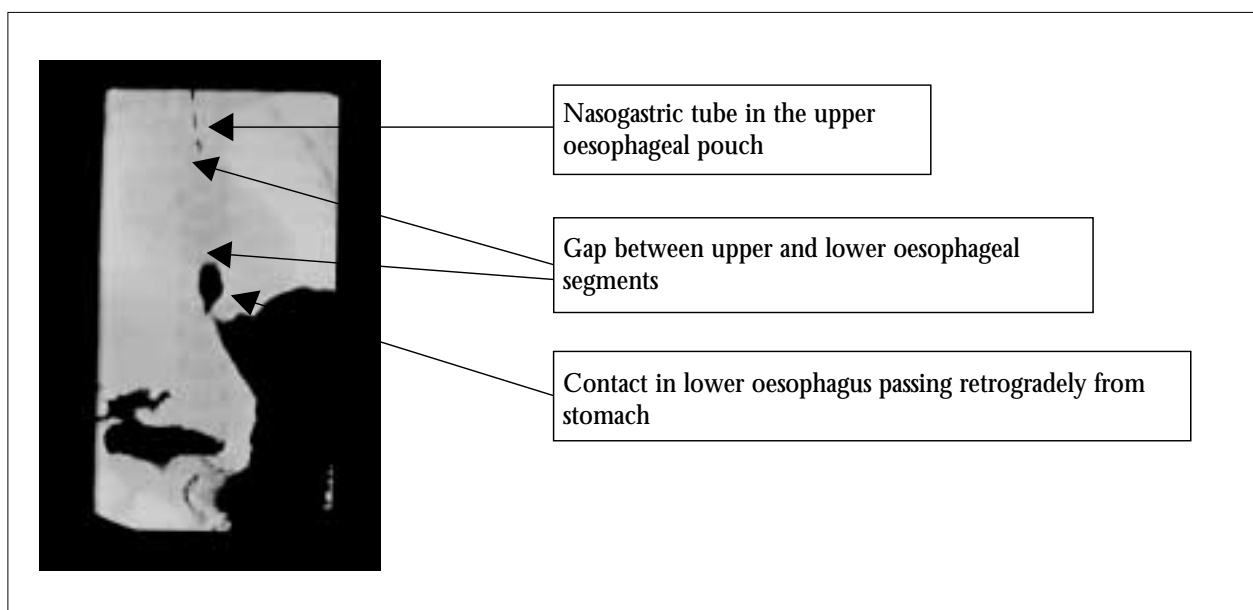 Nasogastric tube in the upper
oesophageal pouch
Gap between upper and lower oesophageal
segments
Contact in lower oesophagus passing retrogradely from
stomach